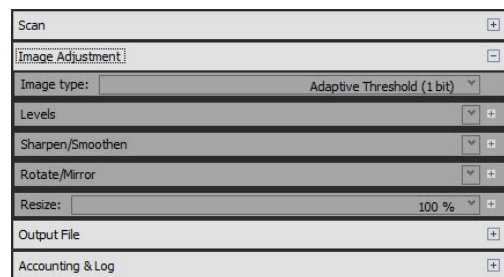 Scan
Image Adjustment
Image type: Adaptive Threshold (1 bit)
Levels
Sharpen/Smoothen
Rotate/Mirror
Resize: 100 %
Output File
Accounting & Log